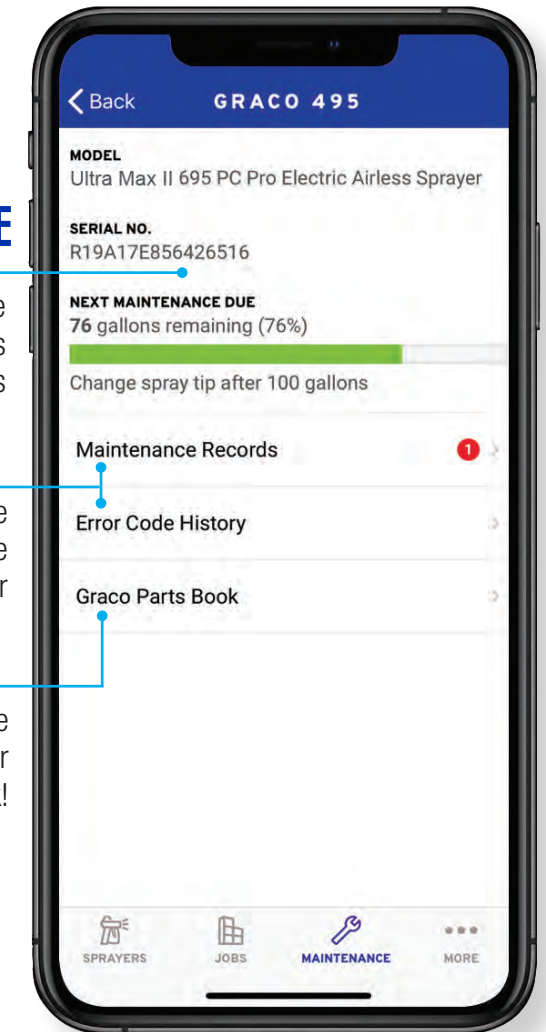 Back
GRACO 495
MODEL
Ultra Max II 695 PC Pro Electric Airless Sprayer
SERIAL NO.
R19A17E856426516
NEXT MAINTENANCE DUE
76 gallons remaining (76%)
Change spray tip after 100 gallons
Maintenance Records
1
Error Code History
Graco Parts Book
SPRAYERS
JOBS
MAINTENANCE
MORE